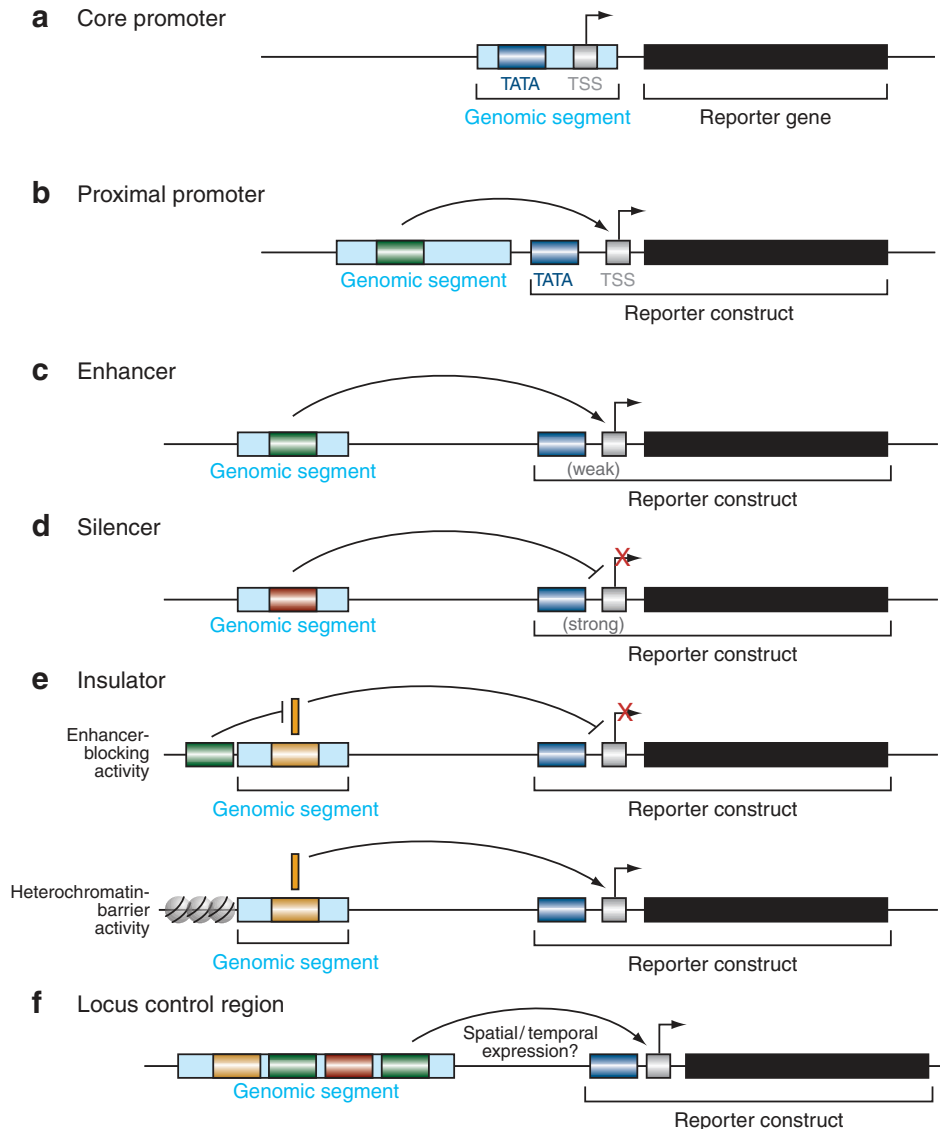 a Core promoter
TATA TSS
Genomic segment Reporter gene
b Proximal promoter
Genomic segment TATA TSS
Reporter construct
c Enhancer
Genomic segment (weak)
Reporter construct
d Silencer
X
Genomic segment (strong)
Reporter construct
e Insulator
X
Enhancer-
blocking
activity
Genomic segment Reporter construct
Heterochromatin-
barrier
activity
Genomic segment Reporter construct
f Locus control region
Spatial/temporal
expression?
Genomic segment
Reporter construct